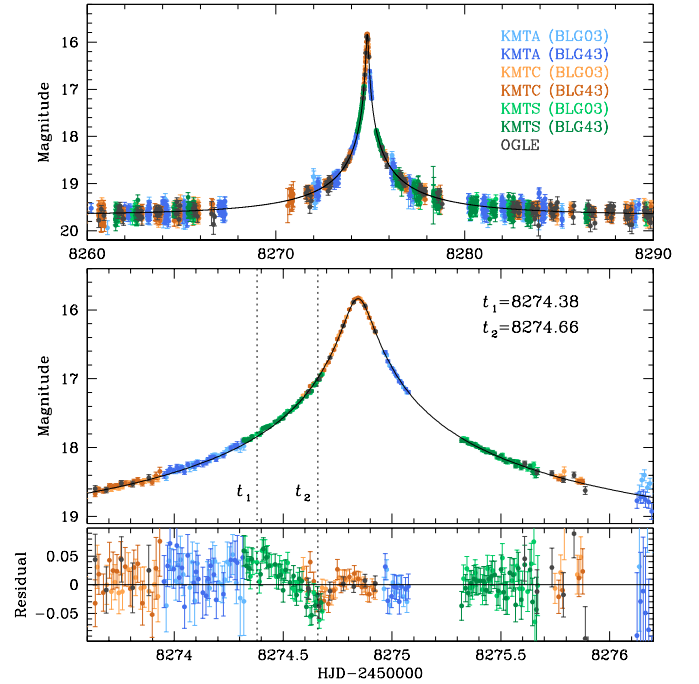 16
17
18
19
20
Magnitude
KMTA (BLG03)
KMTA (BLG43)
KMTC (BLG03)
KMTC (BLG43)
KMTS (BLG03)
KMTS (BLG43)
OGLE
8260 8270 8280 8290
16
17
18
19
Magnitude
t1=8274.38
t2=8274.66
t1 t2
0.05
0
-0.05
Residual
8274 8274.5 8275 8275.5 8276
HJD-2450000